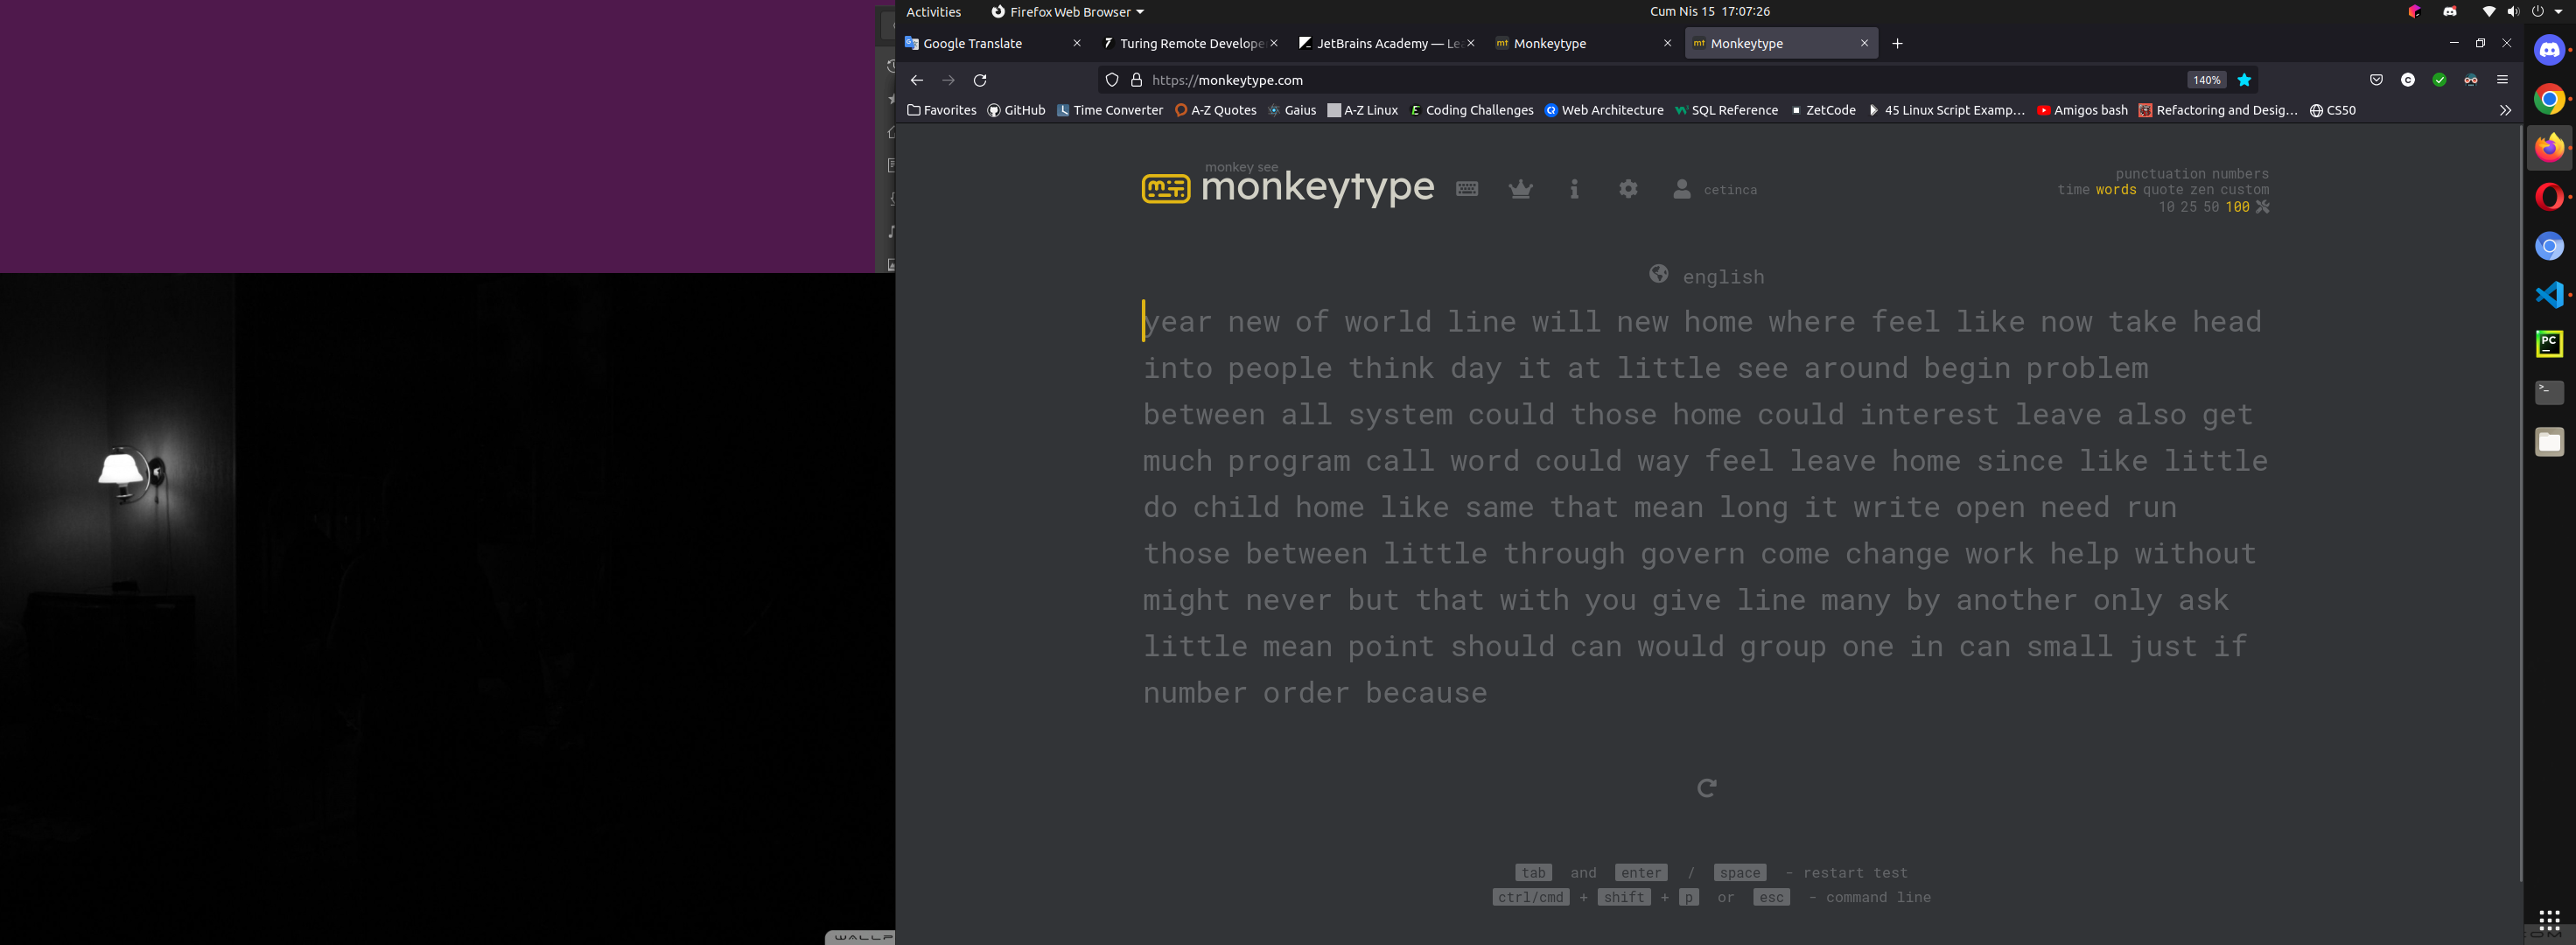 Activities Firefox Web Browser Cum Nis 15 17:07:26
Google Translate Turing Remote Develope JetBrains Academy — Le Monkeytype Monkeytype
https://monkeytype.com 140%
Favorites GitHub Time Converter A-Z Quotes Gaius A-Z Linux Coding Challenges Web Architecture SQL Reference ZetCode 45 Linux Script Examp… Amigos bash Refactoring and Desig… CS50
monkey see
monkeytype cetinca
punctuation numbers
time words quote zen custom
10 25 50 100
english
year new of world line will new home where feel like now take head
into people think day it at little see around begin problem
between all system could those home could interest leave also get
much program call word could way feel leave home since like little
do child home like same that mean long it write open need run
those between little through govern come change work help without
might never but that with you give line many by another only ask
little mean point should can would group one in can small just if
number order because
tab and enter / space - restart test
ctrl/cmd + shift + p or esc - command line